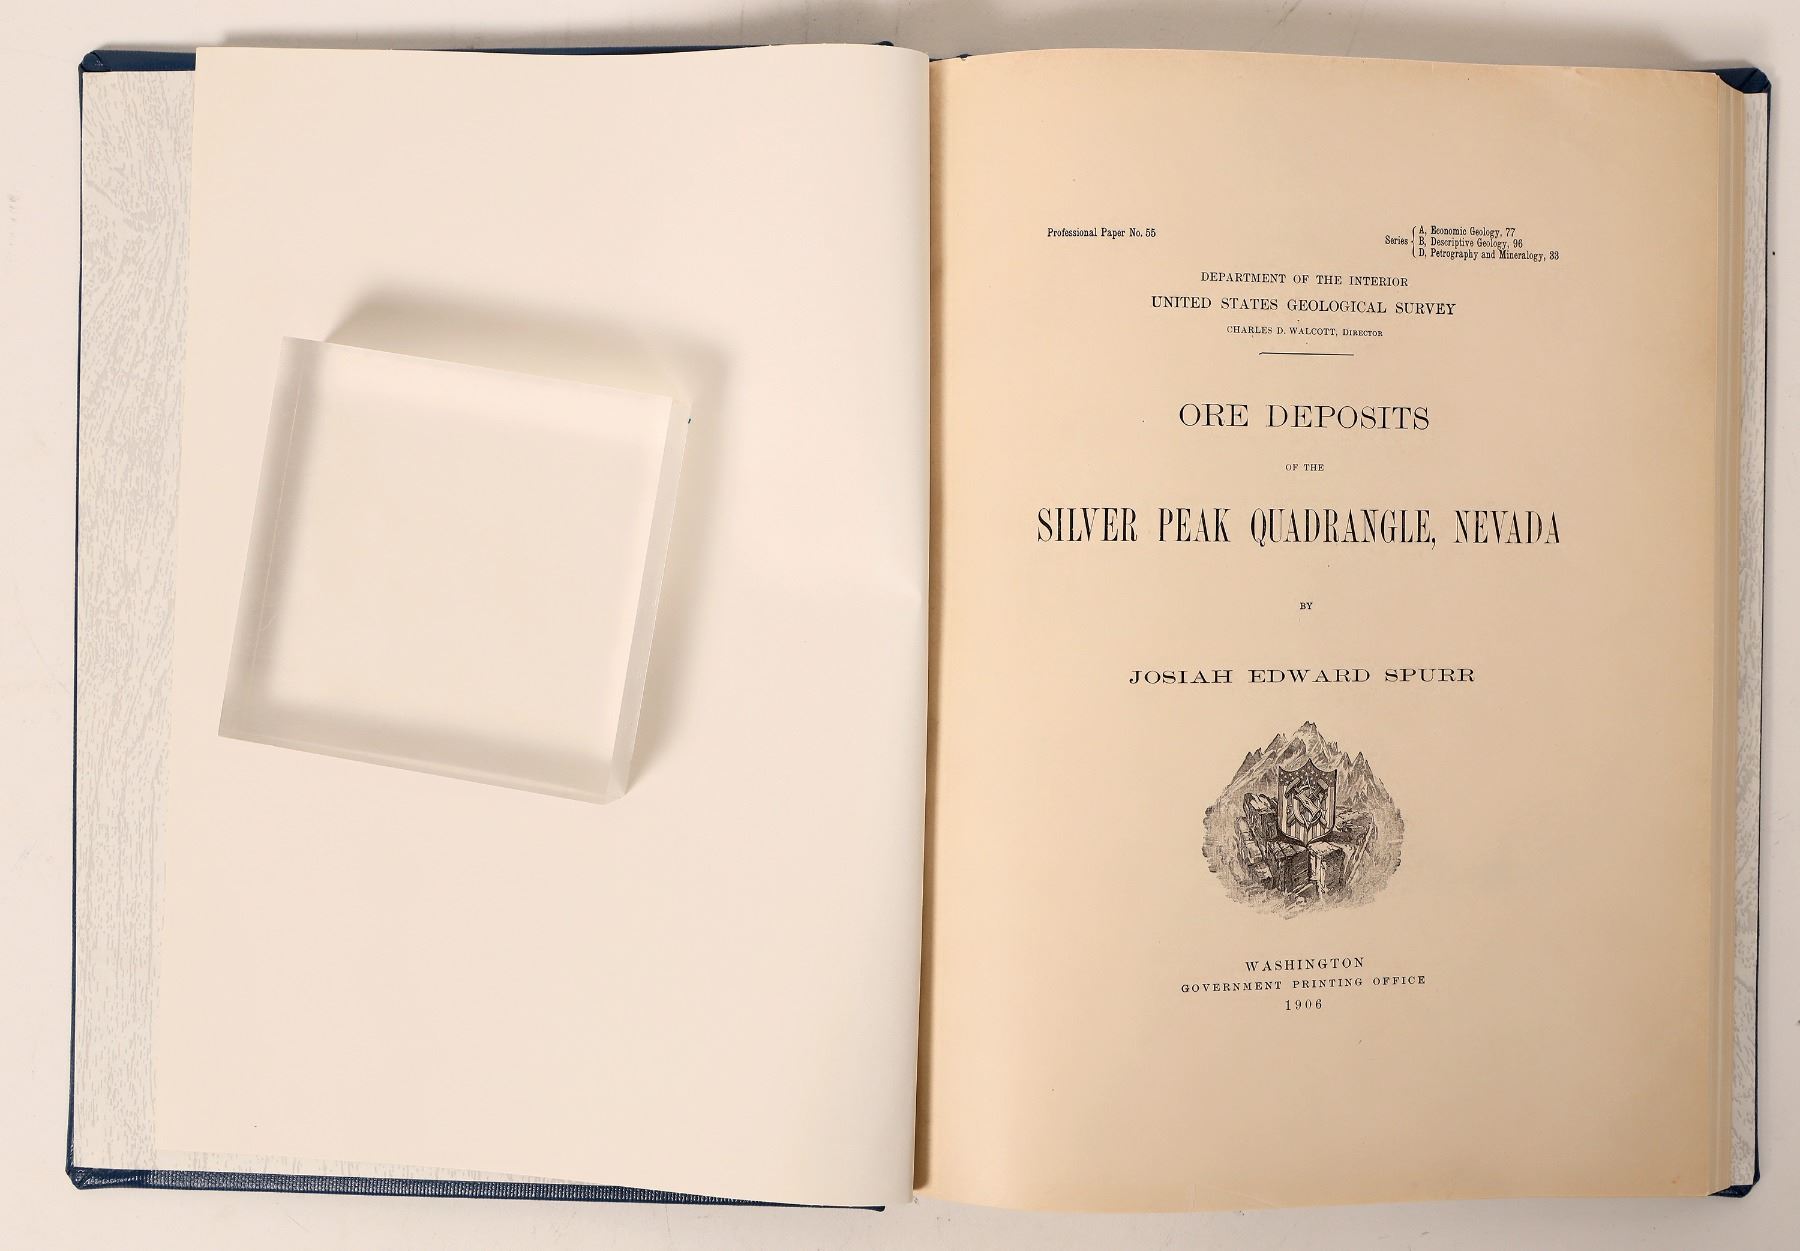 Professional Paper No. 55
Series { A, Economic Geology, 77
B, Descriptive Geology, 96
D, Petrography and Mineralogy, 33
DEPARTMENT OF THE INTERIOR
UNITED STATES GEOLOGICAL SURVEY
CHARLES D. WALCOTT, DIRECTOR
ORE DEPOSITS
OF THE
SILVER PEAK QUADRANGLE, NEVADA
BY
JOSIAH EDWARD SPURR
WASHINGTON
GOVERNMENT PRINTING OFFICE
1906